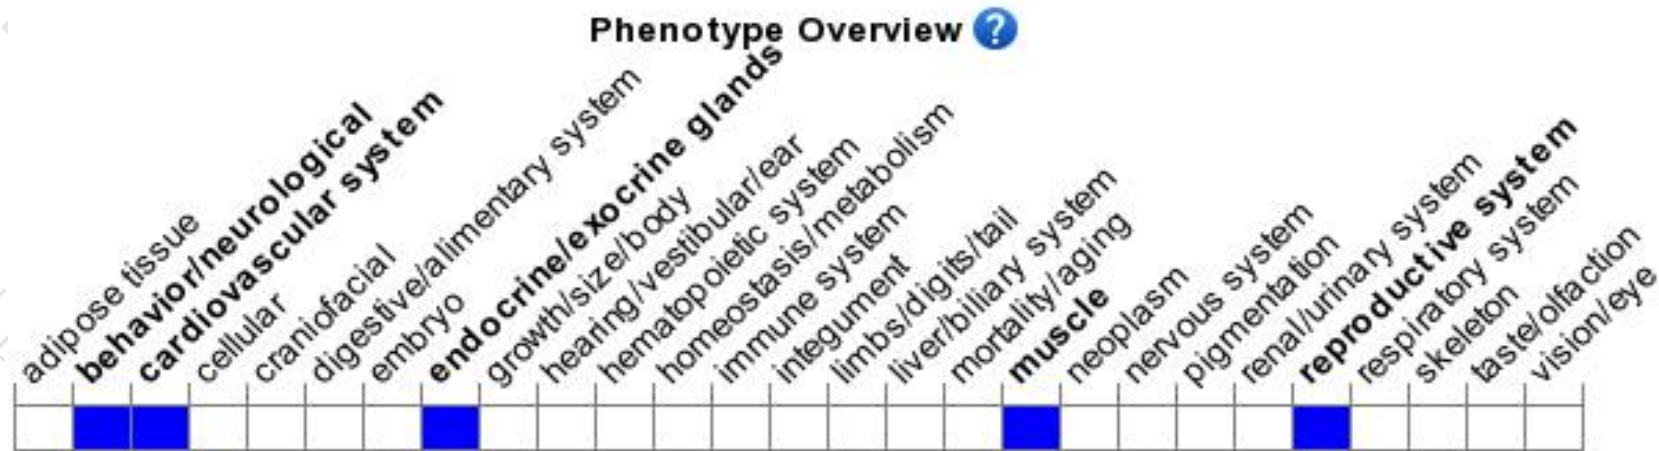 Phenotype Overview ?
adipose tissue
behavior/neurological
cardiovascular system
cellular
craniofacial
digestive/alimentary system
embryo
endocrine/exocrine glands
growth/size/body
hearing/vestibular/ear
hematopoietic system
homeostasis/metabolism
immune system
integument
limbs/digits/tail
liver/biliary system
mortality/aging
muscle
neoplasm
nervous system
pigmentation
renal/urinary system
reproductive system
respiratory system
skeleton
taste/olfaction
vision/eye